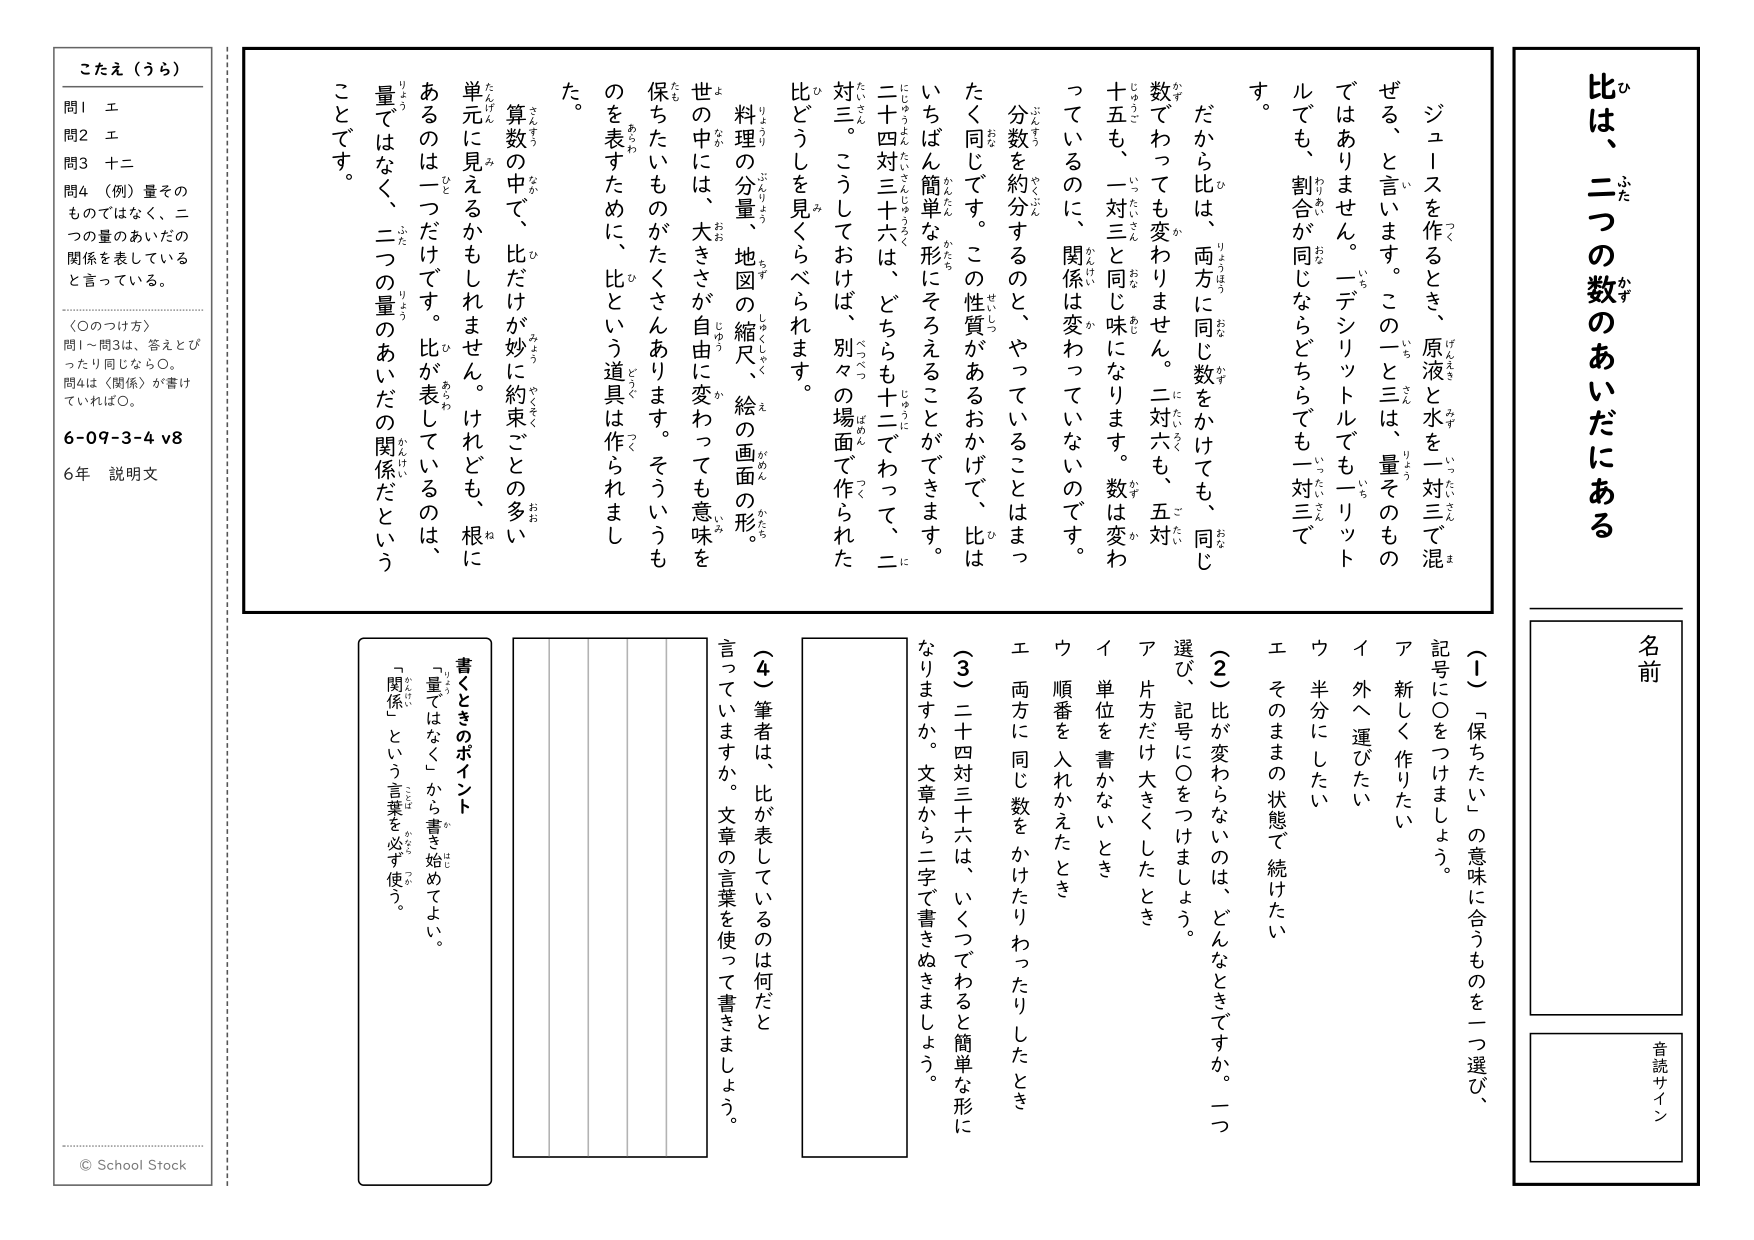 比は、二つの数のあいだにある
名前
音読サイン
ジュースを作るとき、原液と水を一対三で混
ぜる、と言います。この一と三は、量そのもの
ではありません。一デシリットルでも一リット
ルでも、割合が同じならどちらでも一対三で
す。
だから比は、両方に同じ数をかけても、同じ
数でわっても変わりません。二対六も、五対
十五も、一対三と同じ味になります。数は変わ
っているのに、関係は変わっていないのです。
分数を約分するのと、やっていることはまっ
たく同じです。この性質があるおかげで、比は
いちばん簡単な形にそろえることができます。
二十四対三十六は、どちらも十二でわって、二
対三。こうしておけば、別々の場面で作られた
比どうしを見くらべられます。
料理の分量、地図の縮尺、絵の画面の形。
世の中には、大きさが自由に変わっても意味を
保ちたいものがたくさんあります。そういうも
のを表すために、比という道具は作られまし
た。
算数の中で、比だけが妙に約束ごとの多い
単元に見えるかもしれません。けれども、根に
あるのは一つだけです。比が表しているのは、
量ではなく、二つの量のあいだの関係だという
ことです。
(1)「保ちたい」の意味に合うものを一つ選び、
記号に〇をつけましょう。
ア 新しく作りたい
イ 外へ運びたい
ウ 半分にしたい
エ そのままの状態で続けたい
(2) 比が変わらないのは、どんなときですか。一つ
選び、記号に〇をつけましょう。
ア 片方だけ大きくしたとき
イ 単位を書かないとき
ウ 順番を入れかえたとき
エ 両方に同じ数をかけたりわったりしたとき
(3) 二十四対三十六は、いくつでわると簡単な形に
なりますか。文章から二字で書きぬきましょう。
(4) 筆者は、比が表しているのは何だと
言っていますか。文章の言葉を使って書きましょう。
書くときのポイント
「量ではなく」から書き始めてよい。
「関係」という言葉を必ず使う。
こたえ（うら）
問1 エ
問2 エ
問3 十二
問4 （例）量その
ものではなく、二
つの量のあいだの
関係を表している
と言っている。
〈〇のつけ方〉
問1～問3は、答えとぴ
ったり同じなら〇。
問4は〈関係〉が書け
ていれば〇。
6-09-3-4 v8
6年 説明文
© School Stock